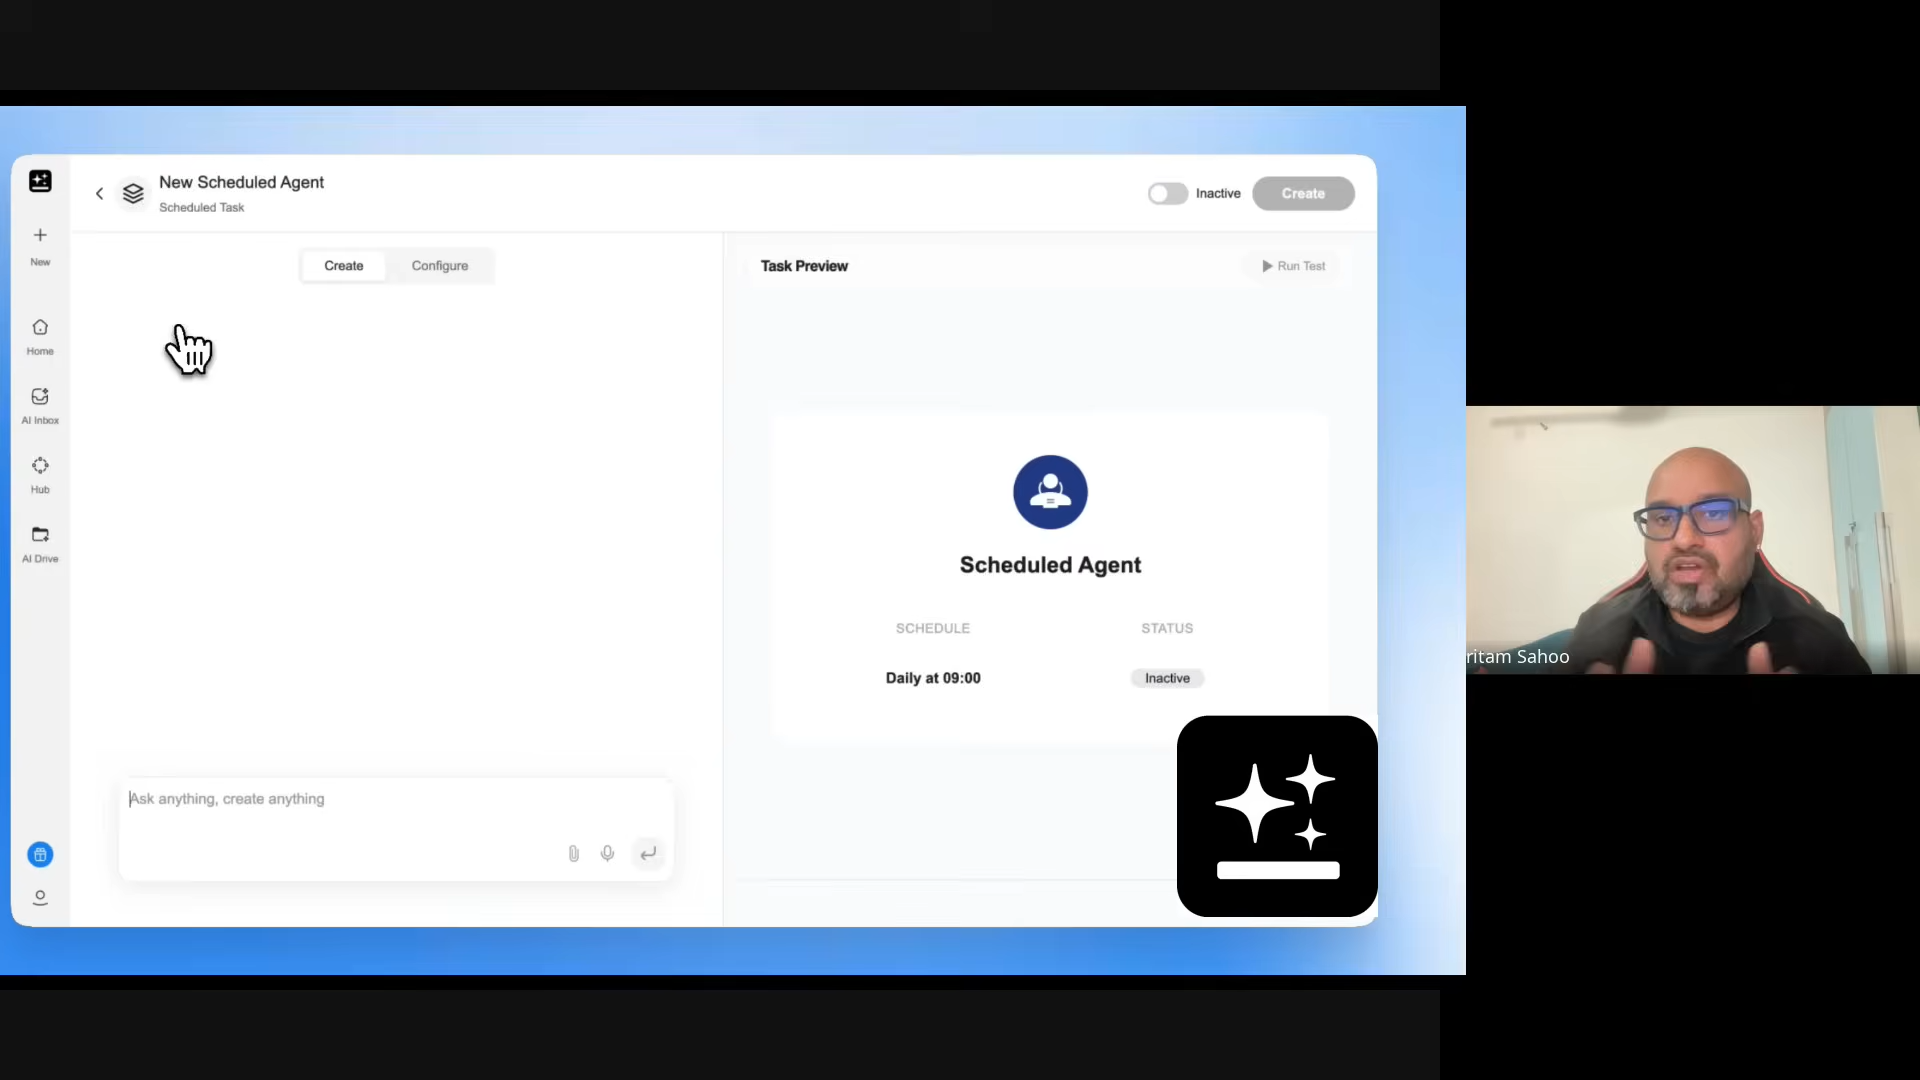 New Scheduled Agent
Scheduled Task
Inactive
Create
New
Home
AI Inbox
Hub
AI Drive
Create
Configure
Ask anything, create anything
Task Preview
Run Test
Scheduled Agent
SCHEDULE
STATUS
Daily at 09:00
Inactive
ritam Sahoo